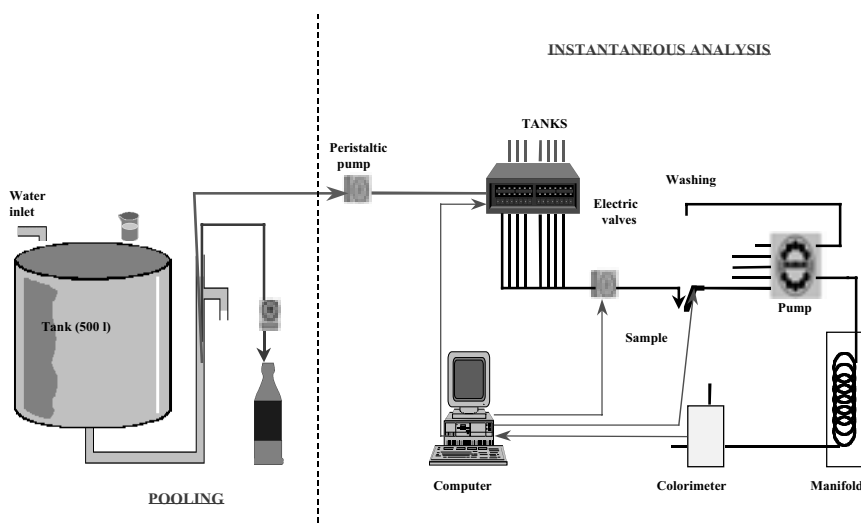 INSTANTANEOUS ANALYSIS
TANKS
Peristaltic
pump
Water
inlet
Electric
valves
Washing
Tank (500 l)
Pump
Sample
Computer
Colorimeter
Manifold
POOLING